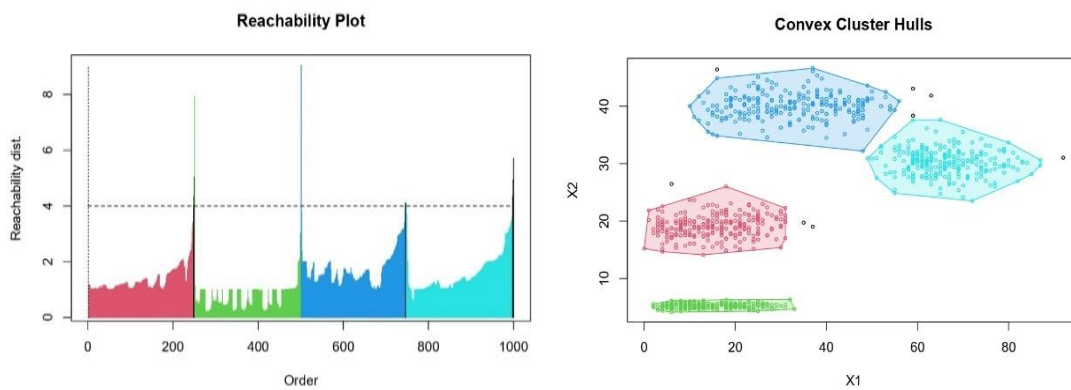 Reachability Plot
Reachability dist.
8
6
4
2
0
0 200 400 600 800 1000
Order
Convex Cluster Hulls
X2
40
30
20
10
0 20 40 60 80
X1